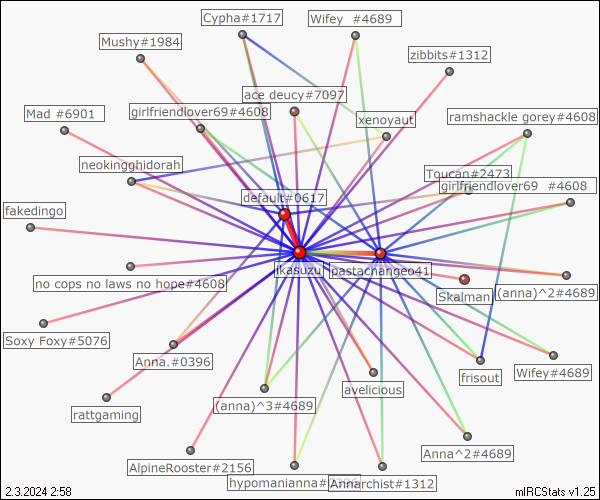 Cypha#1717
Wifey  #4689
Mushy#1984
zibbits#1312
ace deucy#7097
Mad #6901
girlfriendlover69#4608
xenoyaut
ramshackle gorey#4608
neokingghidorah
Toucan#2473
girlfriendlover69  #4608
default#0617
fakedingo
ikasuzu
pastachangeo41
no cops no laws no hope#4608
Skalman
(anna)^2#4689
Soxy Foxy#5076
Anna.#0396
frisout
Wifey#4689
avelicious
(anna)^3#4689
rattgaming
Anna^2#4689
AlpineRooster#2156
hypomanianna#
Annarchist#1312
2.3.2024 2:58
mIRCStats v1.25